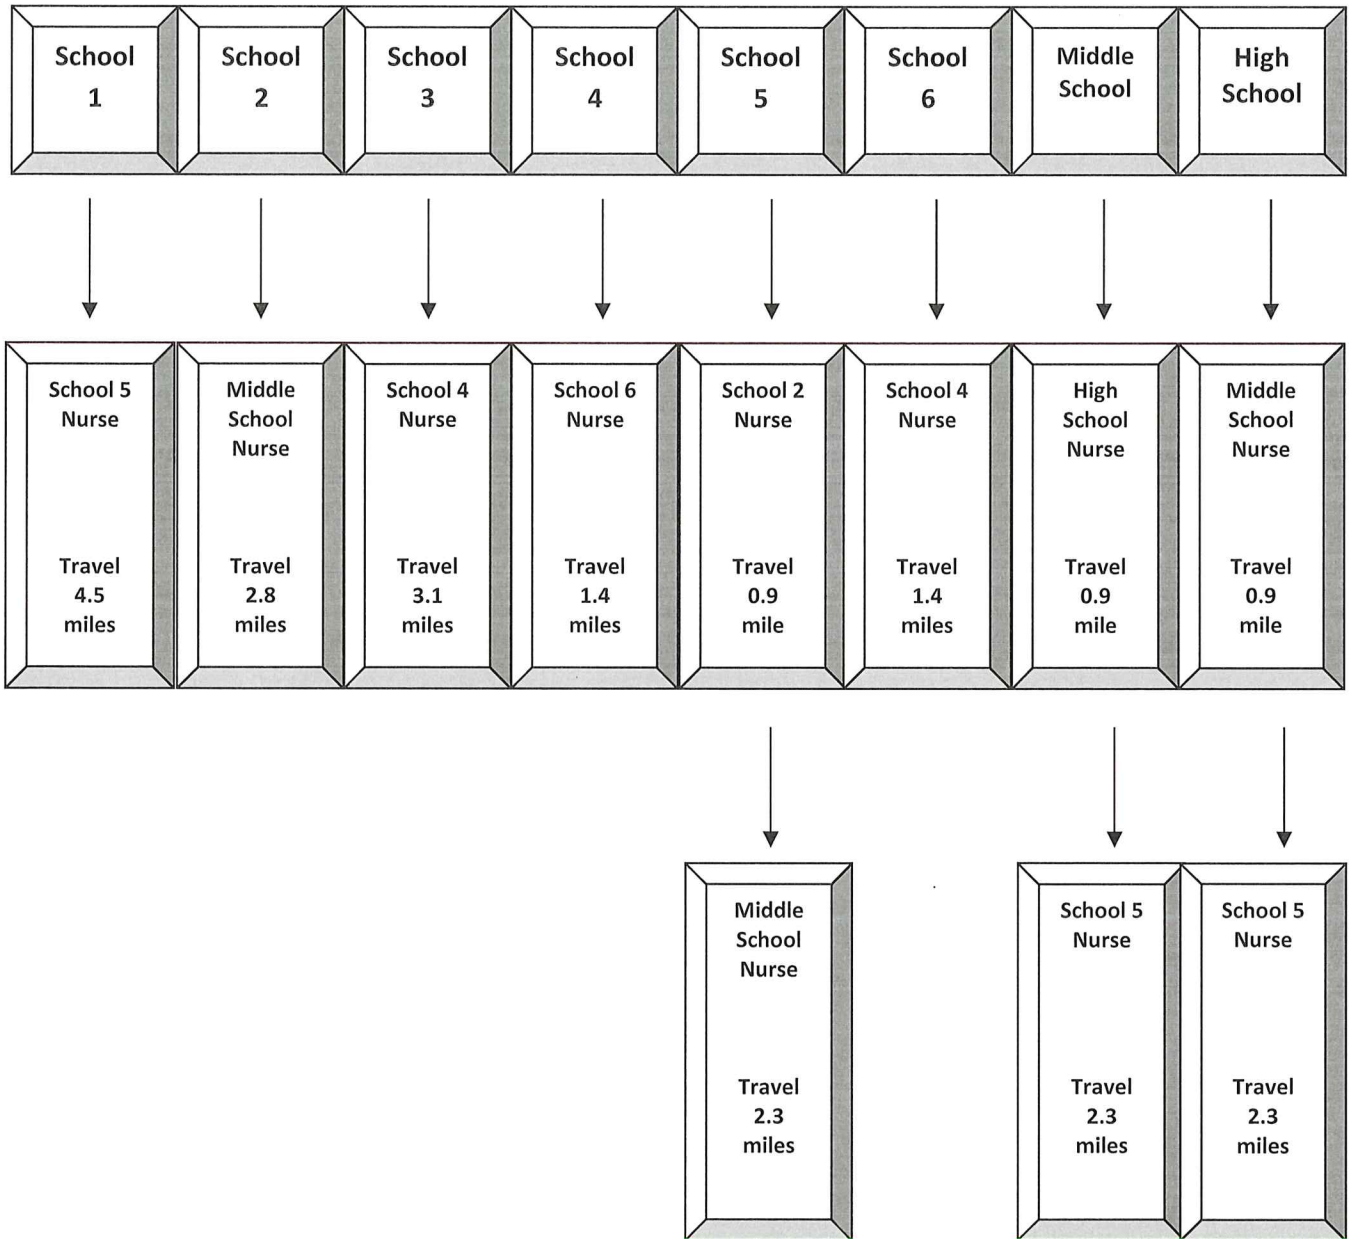 School
1
School
2
School
3
School
4
School
5
School
6
Middle
School
High
School
School 5
Nurse
Travel
4.5
miles
Middle
School
Nurse
Travel
2.8
miles
School 4
Nurse
Travel
3.1
miles
School 6
Nurse
Travel
1.4
miles
School 2
Nurse
Travel
0.9
mile
School 4
Nurse
Travel
1.4
miles
High
School
Nurse
Travel
0.9
mile
Middle
School
Nurse
Travel
0.9
mile
Middle
School
Nurse
Travel
2.3
miles
School 5
Nurse
Travel
2.3
miles
School 5
Nurse
Travel
2.3
miles